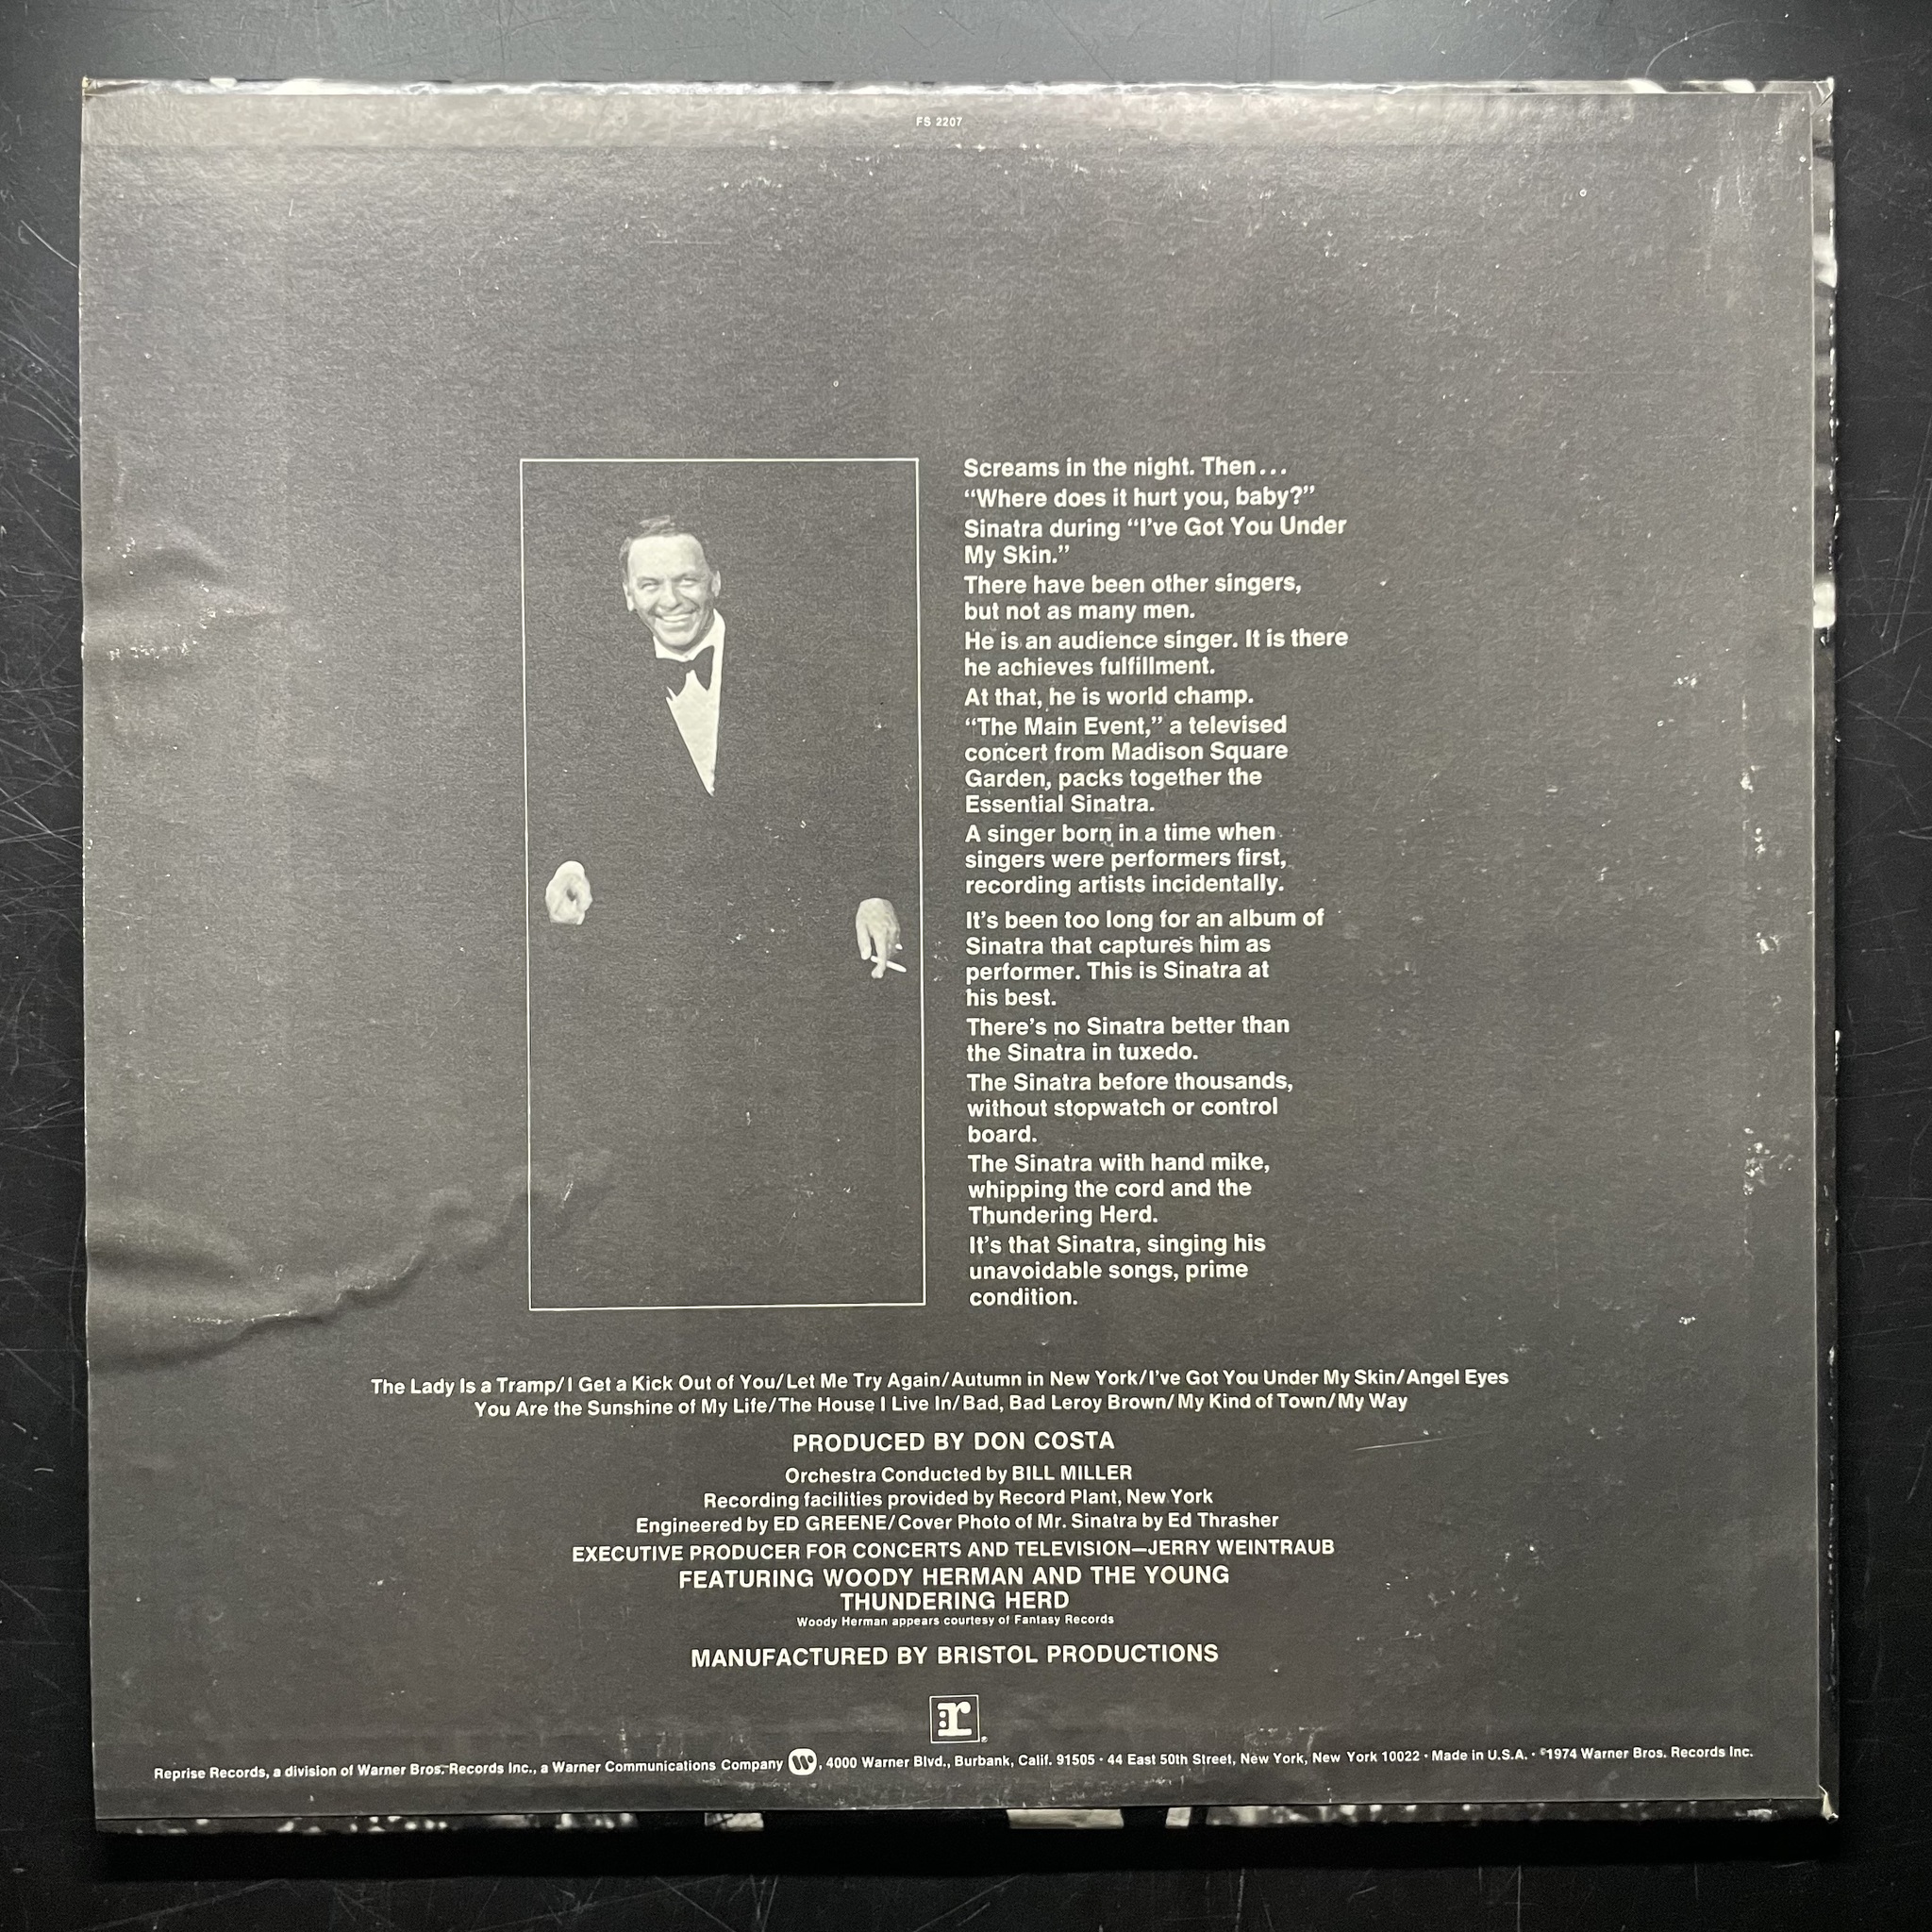 FS 2207
Screams in the night. Then...
“Where does it hurt you, baby?”
Sinatra during “I’ve Got You Under
My Skin.”
There have been other singers,
but not as many men.
He is an audience singer. It is there
he achieves fulfillment.
At that, he is world champ.
“The Main Event,” a televised
concert from Madison Square
Garden, packs together the
Essential Sinatra.
A singer born in a time when
singers were performers first,
recording artists incidentally.
It’s been too long for an album of
Sinatra that captures him as
performer. This is Sinatra at
his best.
There’s no Sinatra better than
the Sinatra in tuxedo.
The Sinatra before thousands,
without stopwatch or control
board.
The Sinatra with hand mike,
whipping the cord and the
Thundering Herd.
It’s that Sinatra, singing his
unavoidable songs, prime
condition.
The Lady Is a Tramp/I Get a Kick Out of You/Let Me Try Again/Autumn in New York/I’ve Got You Under My Skin/Angel Eyes
You Are the Sunshine of My Life/The House I Live In/Bad, Bad Leroy Brown/My Kind of Town/My Way
PRODUCED BY DON COSTA
Orchestra Conducted by BILL MILLER
Recording facilities provided by Record Plant, New York
Engineered by ED GREENE/Cover Photo of Mr. Sinatra by Ed Thrasher
EXECUTIVE PRODUCER FOR CONCERTS AND TELEVISION—JERRY WEINTRAUB
FEATURING WOODY HERMAN AND THE YOUNG
THUNDERING HERD
Woody Herman appears courtesy of Fantasy Records
MANUFACTURED BY BRISTOL PRODUCTIONS
:r®
Reprise Records, a division of Warner Bros. Records Inc., a Warner Communications Company W, 4000 Warner Blvd., Burbank, Calif. 91505 · 44 East 50th Street, New York, New York 10022 · Made in U.S.A. · ©1974 Warner Bros. Records Inc.